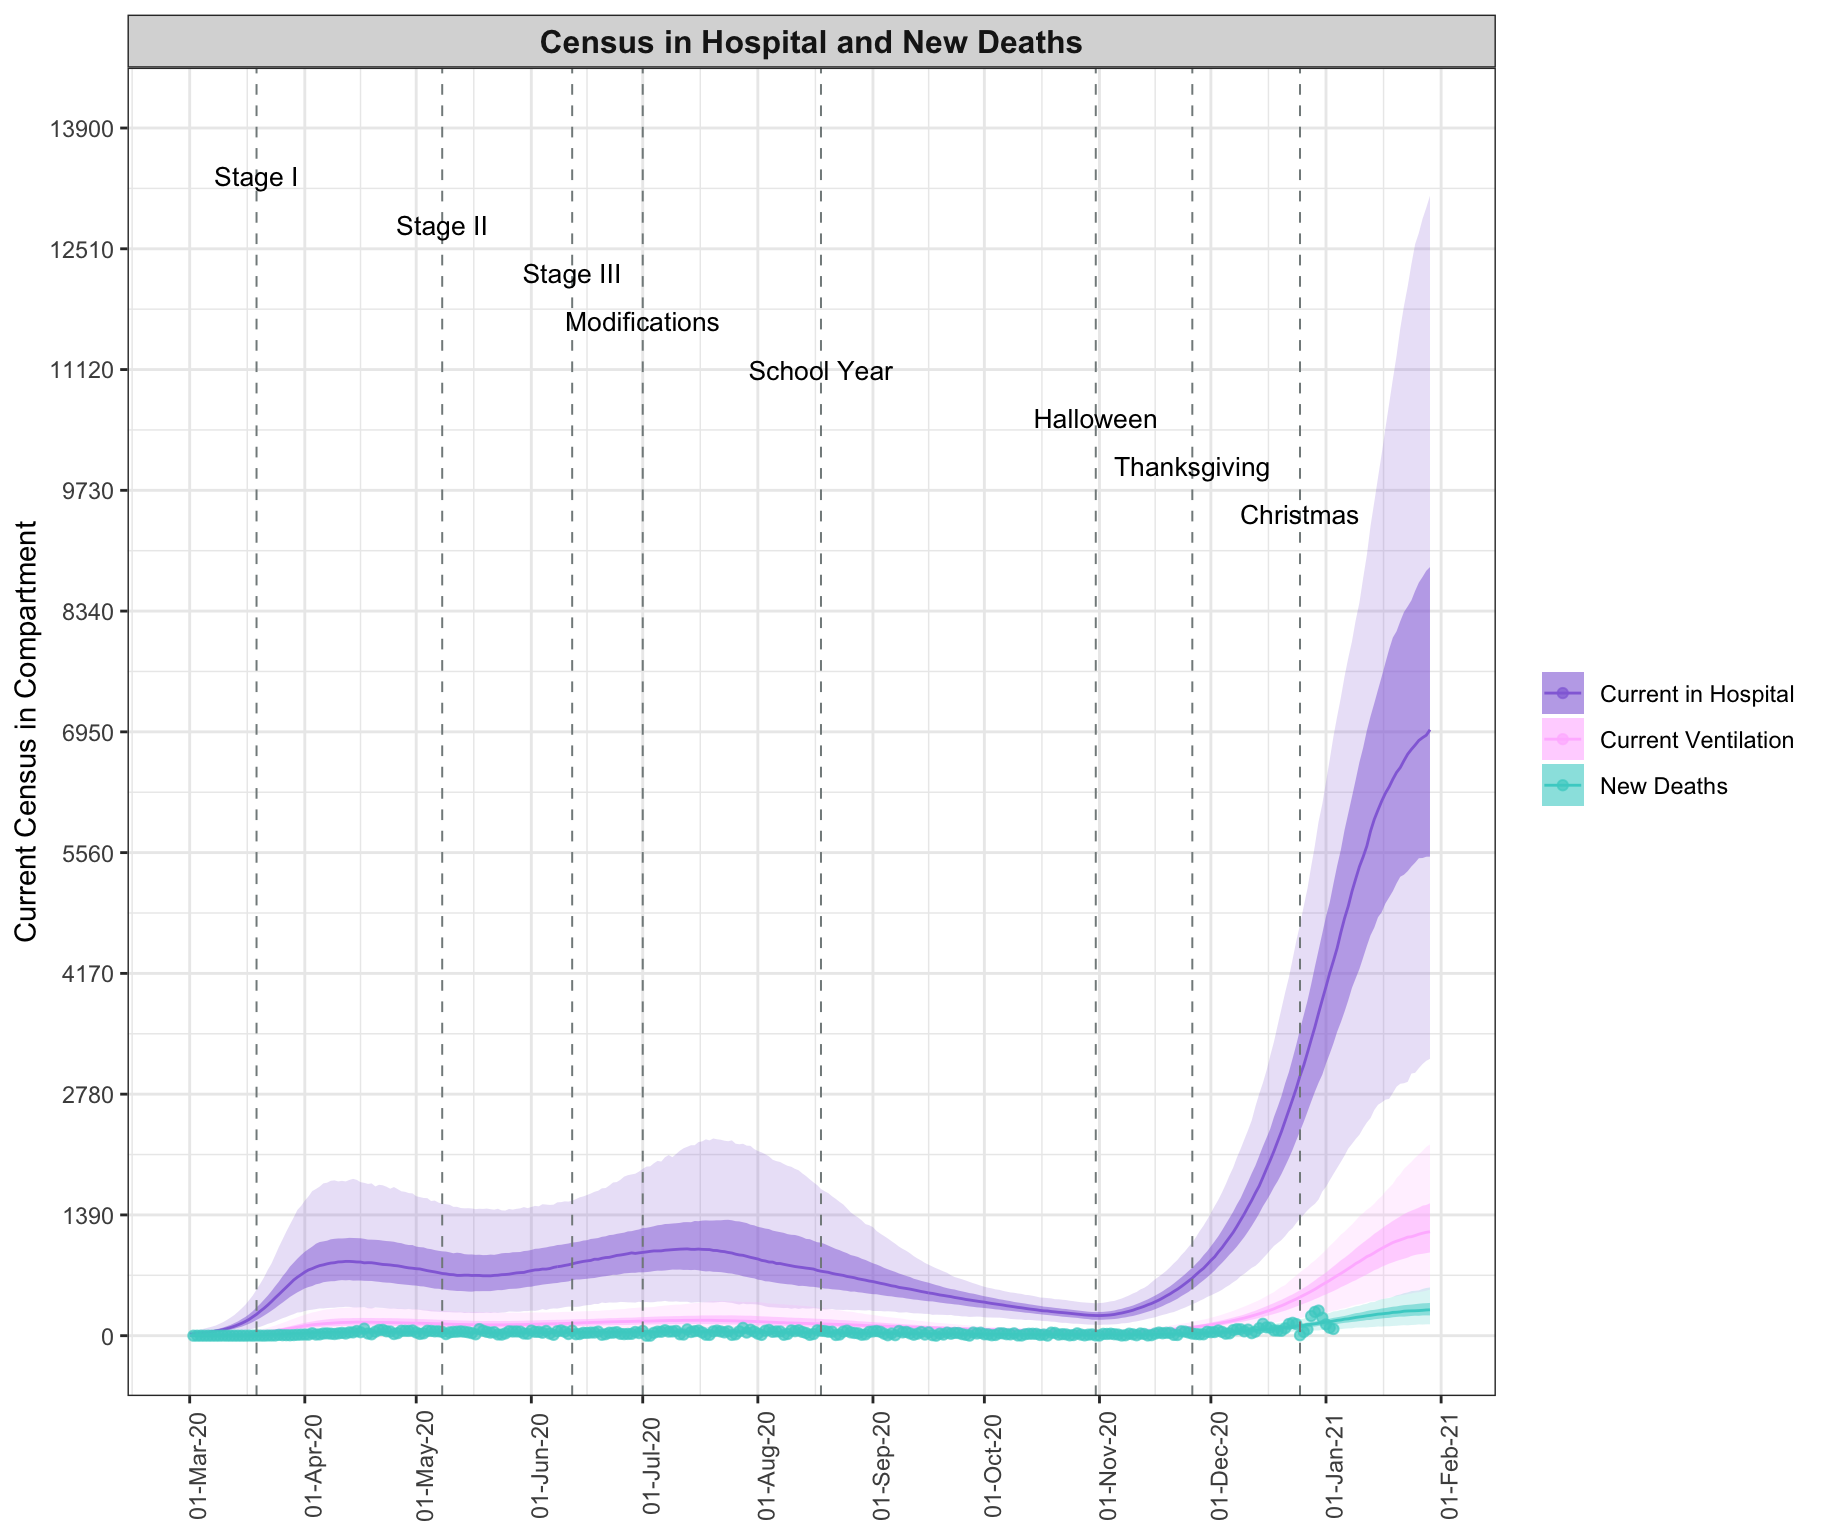 Census in Hospital and New Deaths
Current Census in Compartment
13900
12510
11120
9730
8340
6950
5560
4170
2780
1390
0
Stage I
Stage II
Stage III
Modifications
School Year
Halloween
Thanksgiving
Christmas
01-Mar-20
01-Apr-20
01-May-20
01-Jun-20
01-Jul-20
01-Aug-20
01-Sep-20
01-Oct-20
01-Nov-20
01-Dec-20
01-Jan-21
01-Feb-21
Current in Hospital
Current Ventilation
New Deaths